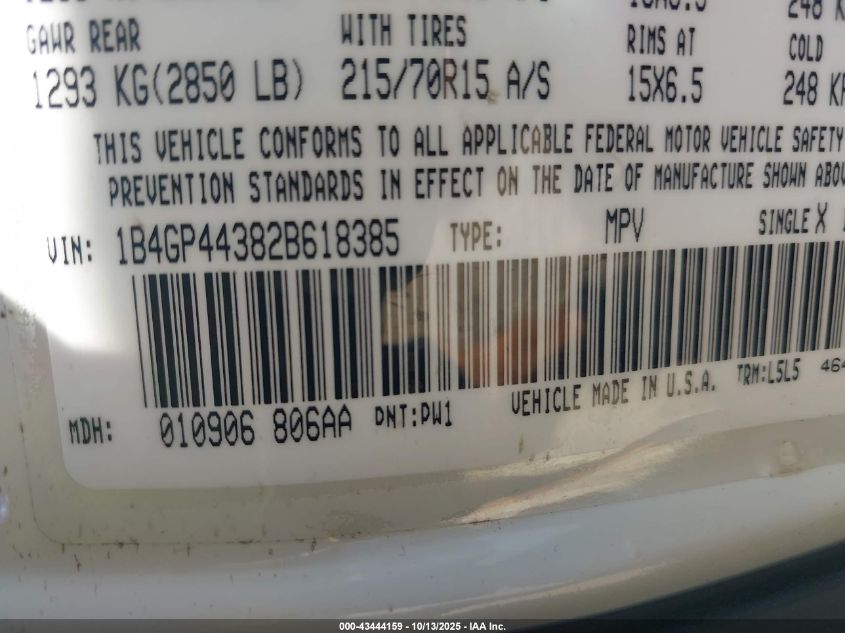 GAWR REAR WITH TIRES RIMS AT COLD
1293 KG(2850 LB) 215/70R15 A/S 15X6.5 248
THIS VEHICLE CONFORMS TO ALL APPLICABLE FEDERAL MOTOR VEHICLE SAFETY
PREVENTION STANDARDS IN EFFECT ON THE DATE OF MANUFACTURE SHOWN
VIN: 1B4GP44382B618385 TYPE: MPV SINGLE X
MDH: 010906 806AA PNT:PW1 VEHICLE MADE IN U.S.A. TRM:L5L5 464
000-43444159 - 10/13/2025 - IAA Inc.